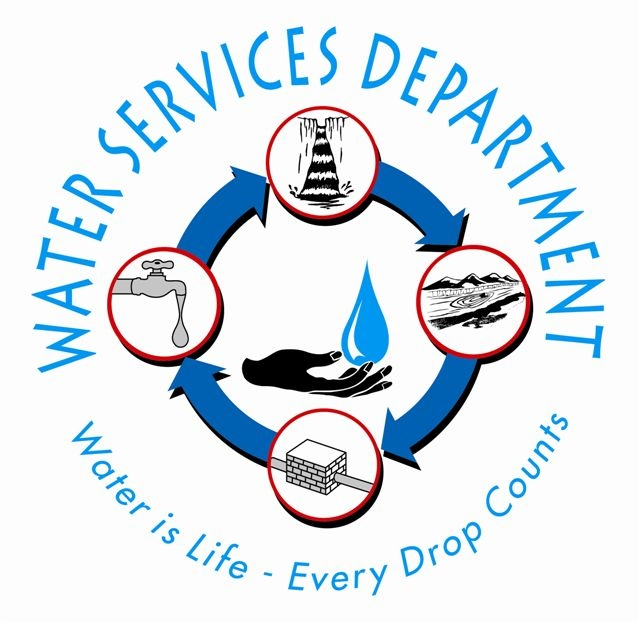 WATER SERVICES DEPARTMENT
Water is Life - Every Drop Counts